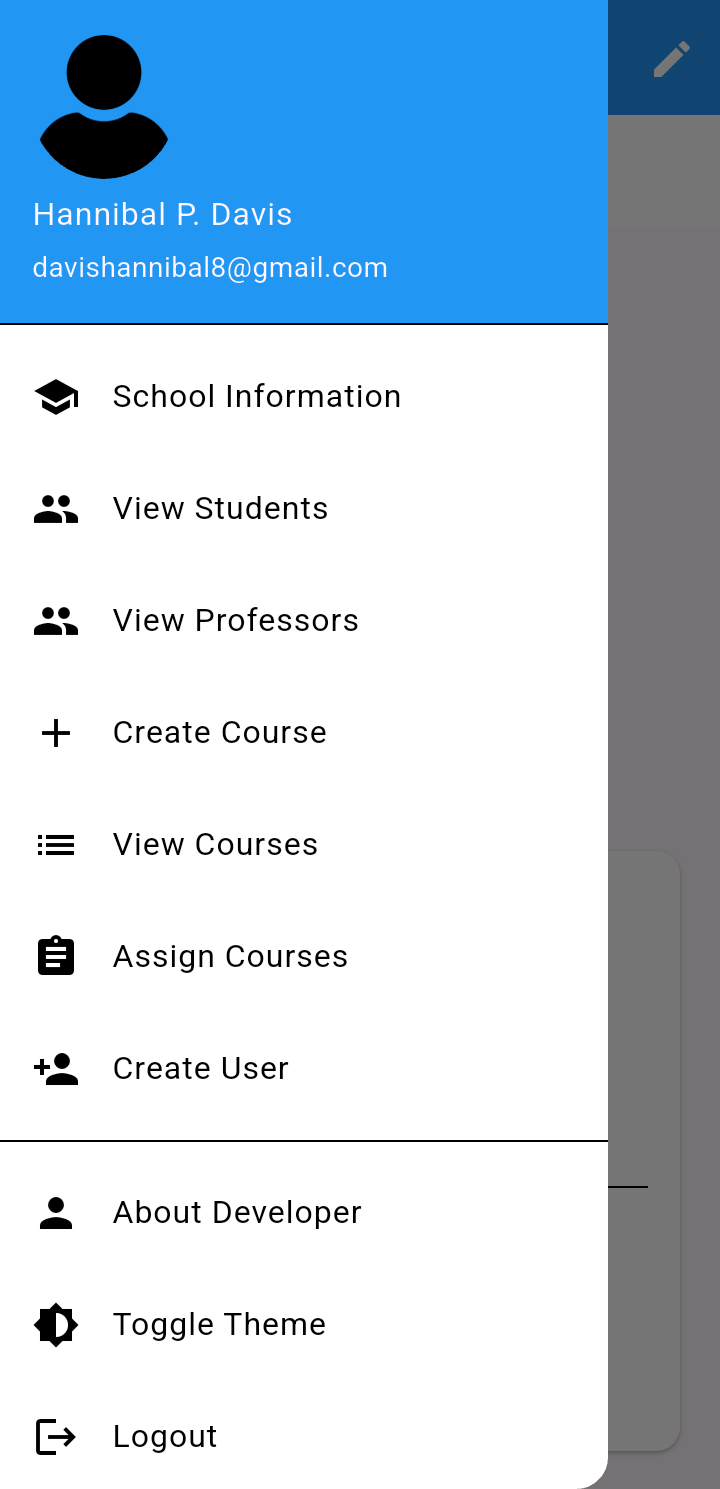 Hannibal P. Davis
davishannibal8@gmail.com
School Information
View Students
View Professors
Create Course
View Courses
Assign Courses
Create User
About Developer
Toggle Theme
Logout